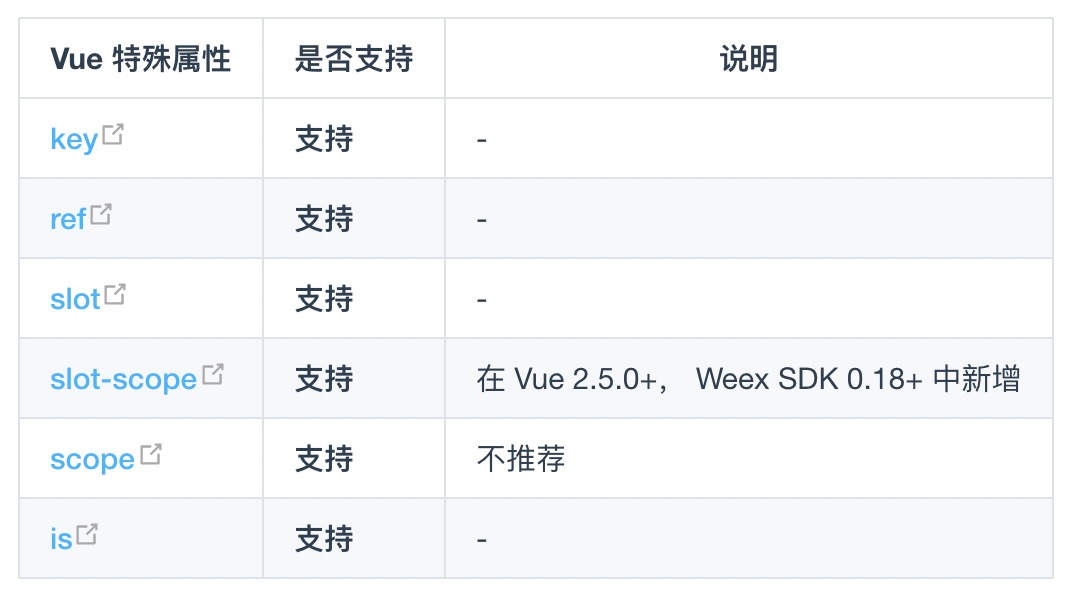 Vue 特殊属性 是否支持 说明
key 支持 -
ref 支持 -
slot 支持 -
slot-scope 支持 在 Vue 2.5.0+， Weex SDK 0.18+ 中新增
scope 支持 不推荐
is 支持 -